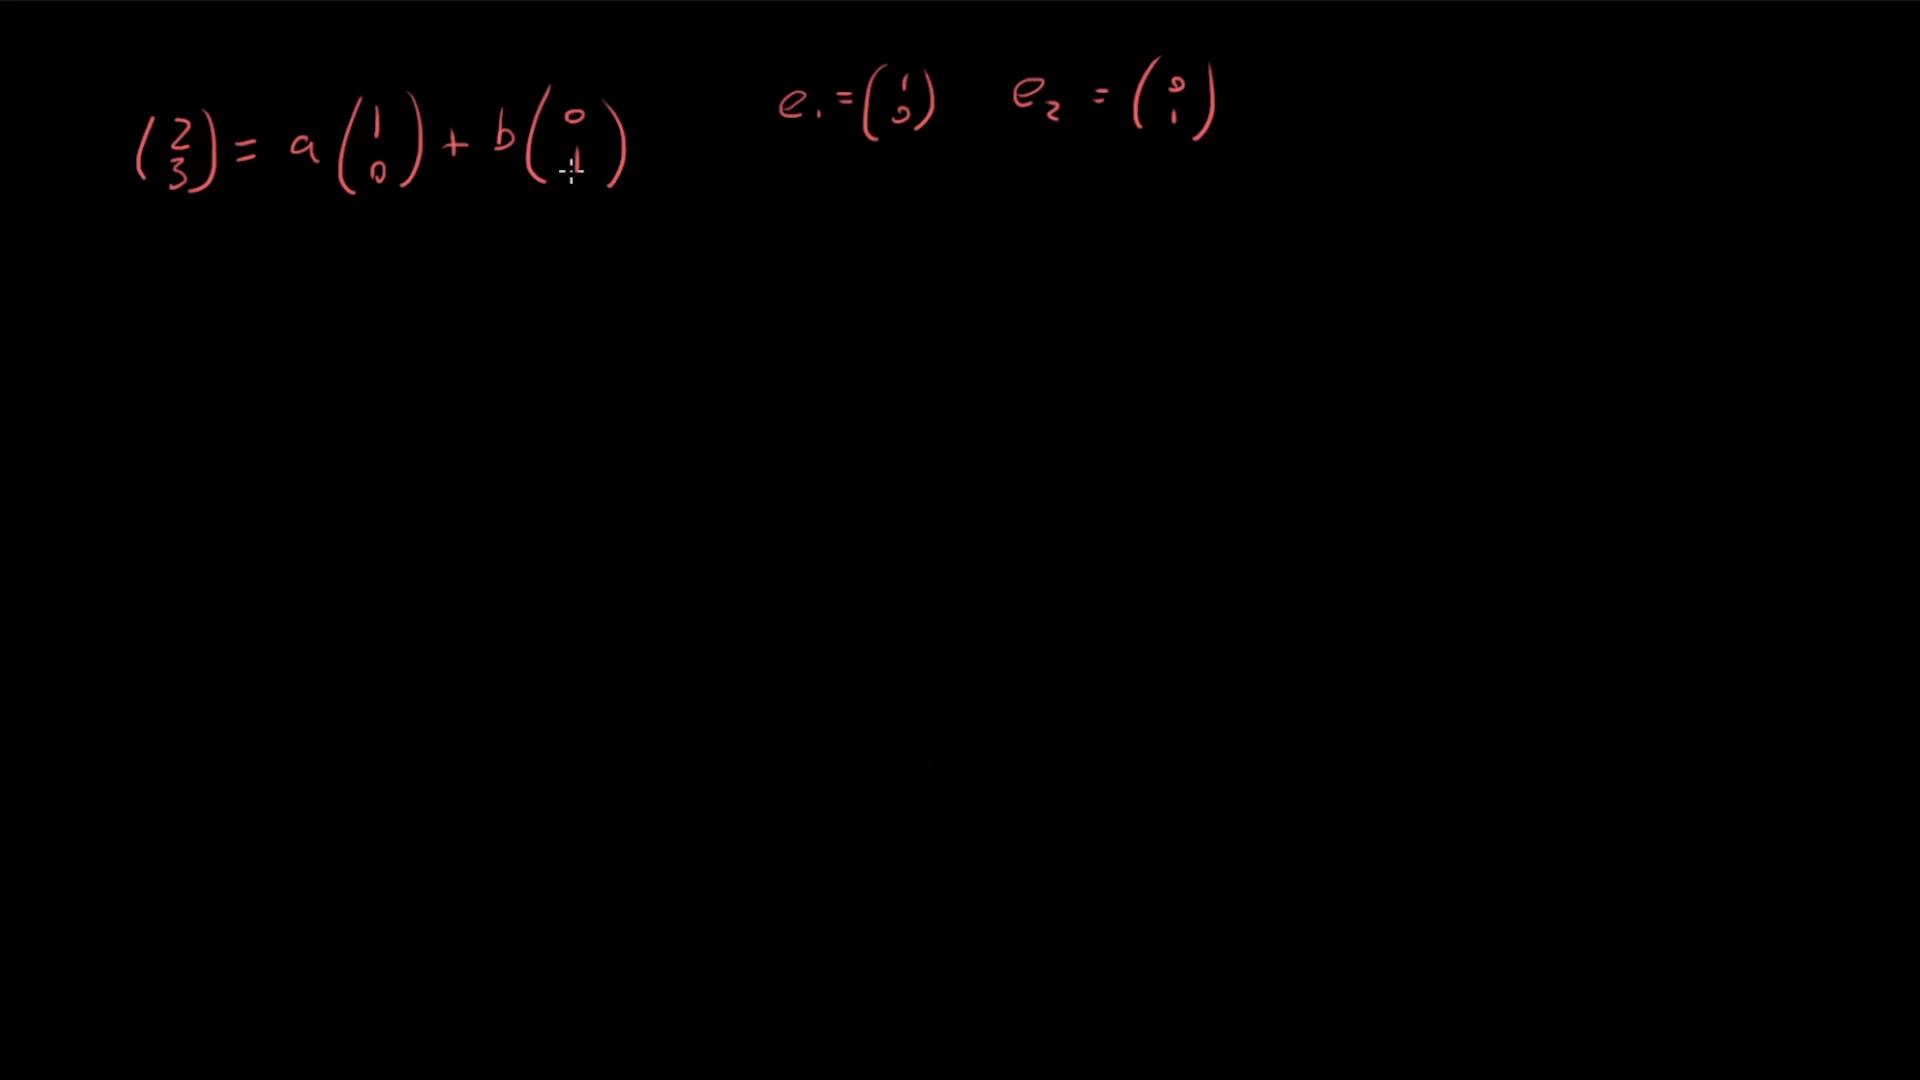 (2 3) = a (1 0) + b (0 1)   e₁ = (1 0)   e₂ = (0 1)